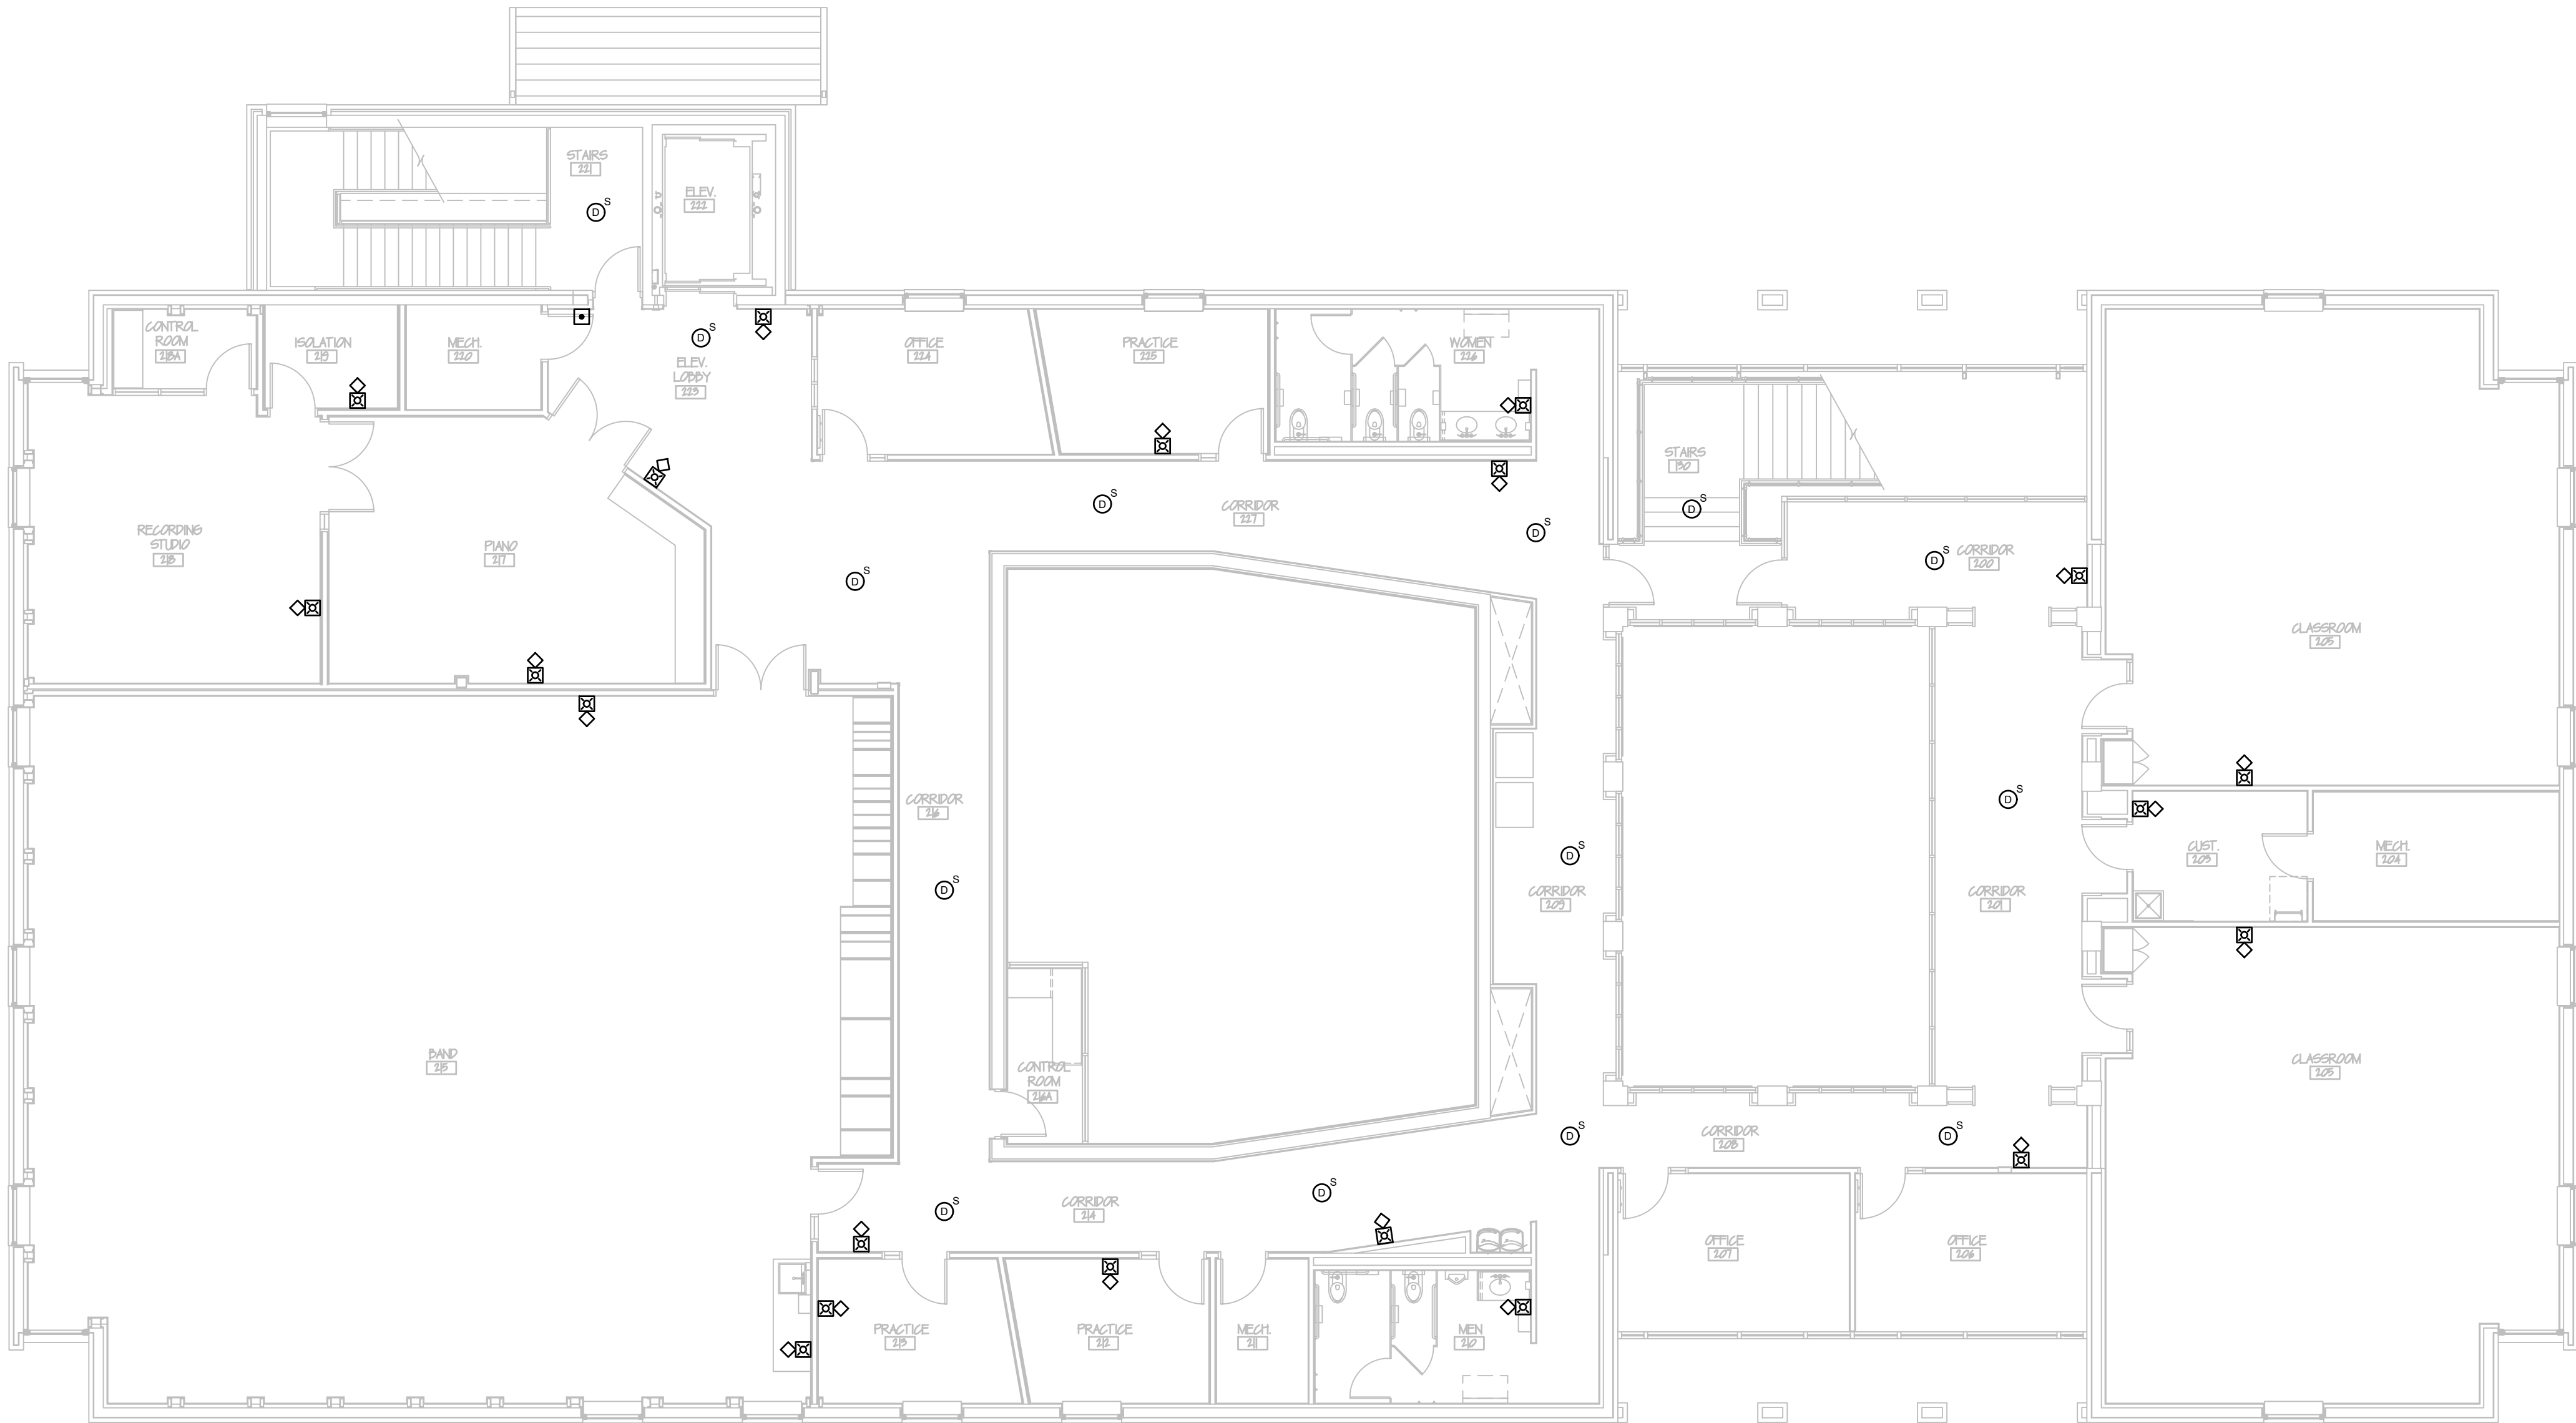 STAIRS
221
D S
ELEV.
222
CONTROL
ROOM
218A
ISOLATION
219
MECH.
220
D S
ELEV.
LOBBY
223
OFFICE
224
PRACTICE
225
WOMEN
226
STAIRS
130
D S
D S
CORRIDOR
227
D S
RECORDING
STUDIO
218
PIANO
217
D S
D S
CORRIDOR
200
CLASSROOM
205
CORRIDOR
216
D S
D S
D S
CORRIDOR
209
CORRIDOR
201
CUST.
203
MECH.
204
BAND
215
CONTROL
ROOM
216A
CLASSROOM
205
D S
CORRIDOR
208
D S
D S
CORRIDOR
214
D S
OFFICE
207
OFFICE
206
PRACTICE
213
PRACTICE
212
MECH.
211
MEN
210